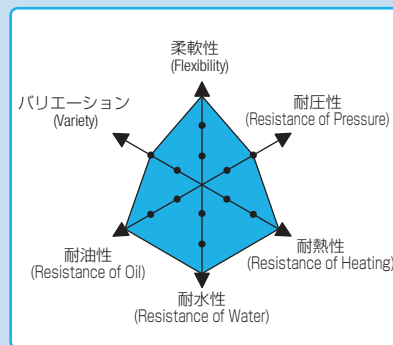 柔軟性
(Flexibility)
バリエーション
(Variety)
耐圧性
(Resistance of Pressure)
耐油性
(Resistance of Oil)
耐熱性
(Resistance of Heating)
耐水性
(Resistance of Water)